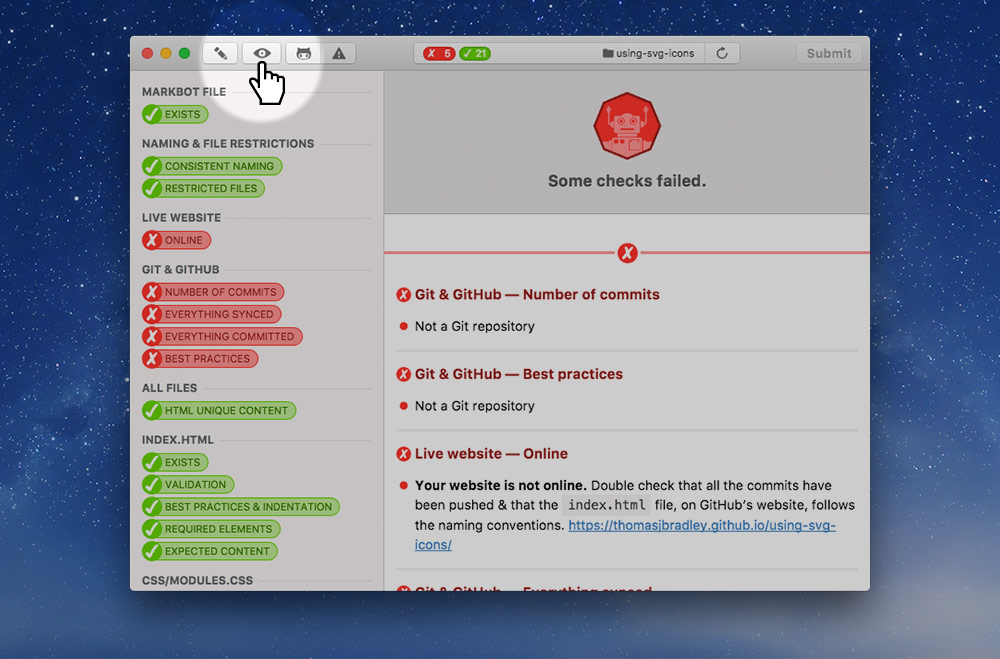 5 21
using-svg-icons
Submit
MARKBOT FILE
EXISTS
NAMING & FILE RESTRICTIONS
CONSISTENT NAMING
RESTRICTED FILES
LIVE WEBSITE
ONLINE
GIT & GITHUB
NUMBER OF COMMITS
EVERYTHING SYNCED
EVERYTHING COMMITTED
BEST PRACTICES
ALL FILES
HTML UNIQUE CONTENT
INDEX.HTML
EXISTS
VALIDATION
BEST PRACTICES & INDENTATION
REQUIRED ELEMENTS
EXPECTED CONTENT
CSS/MODULES.CSS
Some checks failed.
Git & GitHub — Number of commits
Not a Git repository
Git & GitHub — Best practices
Not a Git repository
Live website — Online
Your website is not online. Double check that all the commits have
been pushed & that the index.html file, on GitHub’s website, follows
the naming conventions. https://thomasjbradley.github.io/using-svg-
icons/
Git & GitHub — Everything synced